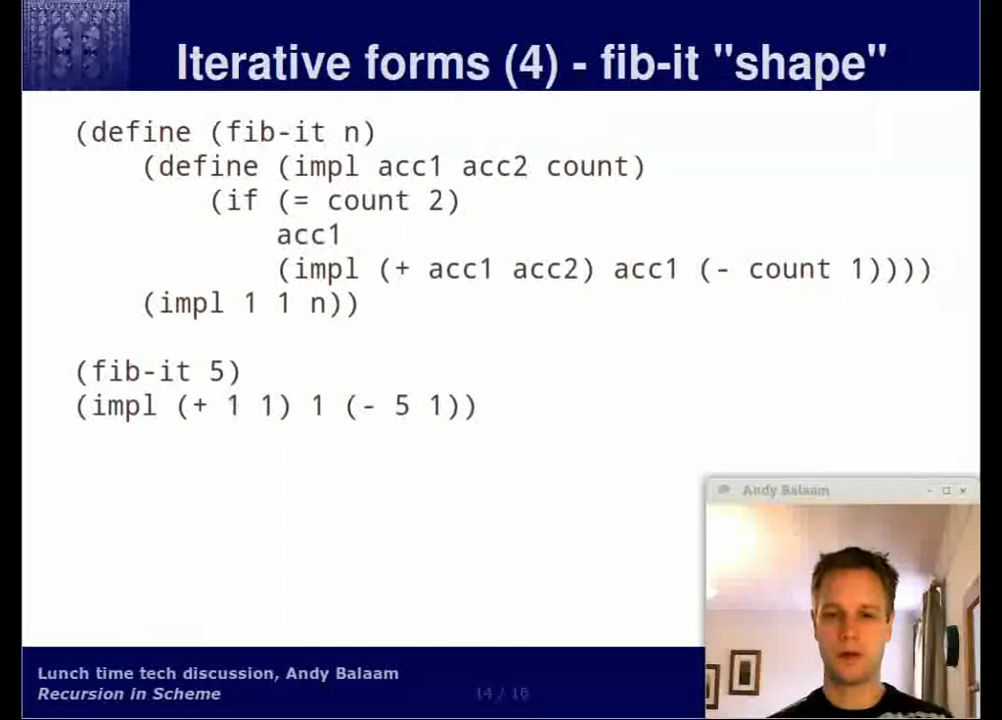 Iterative forms (4) - fib-it "shape"
(define (fib-it n)
(define (impl acc1 acc2 count)
(if (= count 2)
acc1
(impl (+ acc1 acc2) acc1 (- count 1))))
(impl 1 1 n))
(fib-it 5)
(impl (+ 1 1) 1 (- 5 1))
Andy Balaam
Lunch time tech discussion, Andy Balaam
Recursion in Scheme
14 / 16